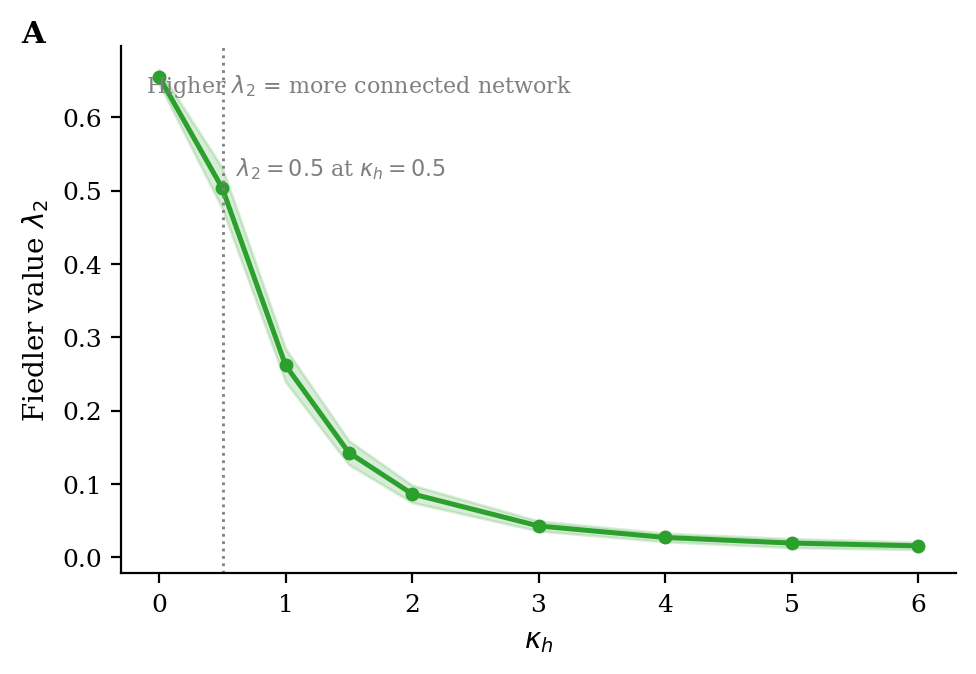 A
Higher λ₂ = more connected network
λ₂ = 0.5 at κₕ = 0.5
Fiedler value λ₂
0.6
0.5
0.4
0.3
0.2
0.1
0.0
0 1 2 3 4 5 6
κₕ